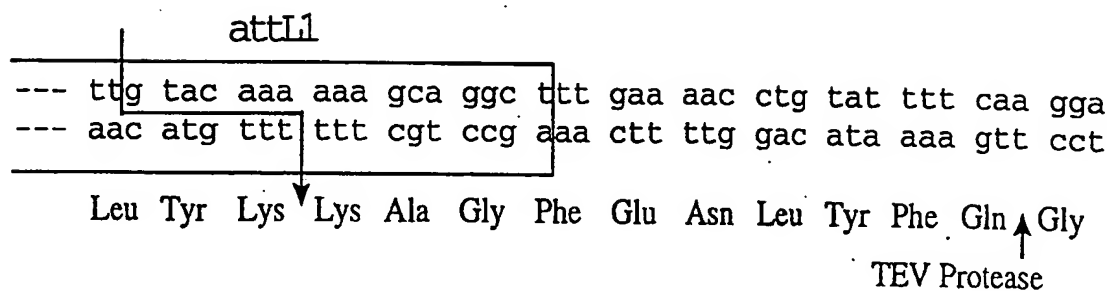 attL1
--- ttg tac aaa aaa gca ggc ttt gaa aac ctg tat ttt caa gga
--- aac atg ttt ttt cgt ccg aaa ctt ttg gac ata aaa gtt cct
Leu Tyr Lys Lys Ala Gly Phe Glu Asn Leu Tyr Phe Gln Gly
TEV Protease